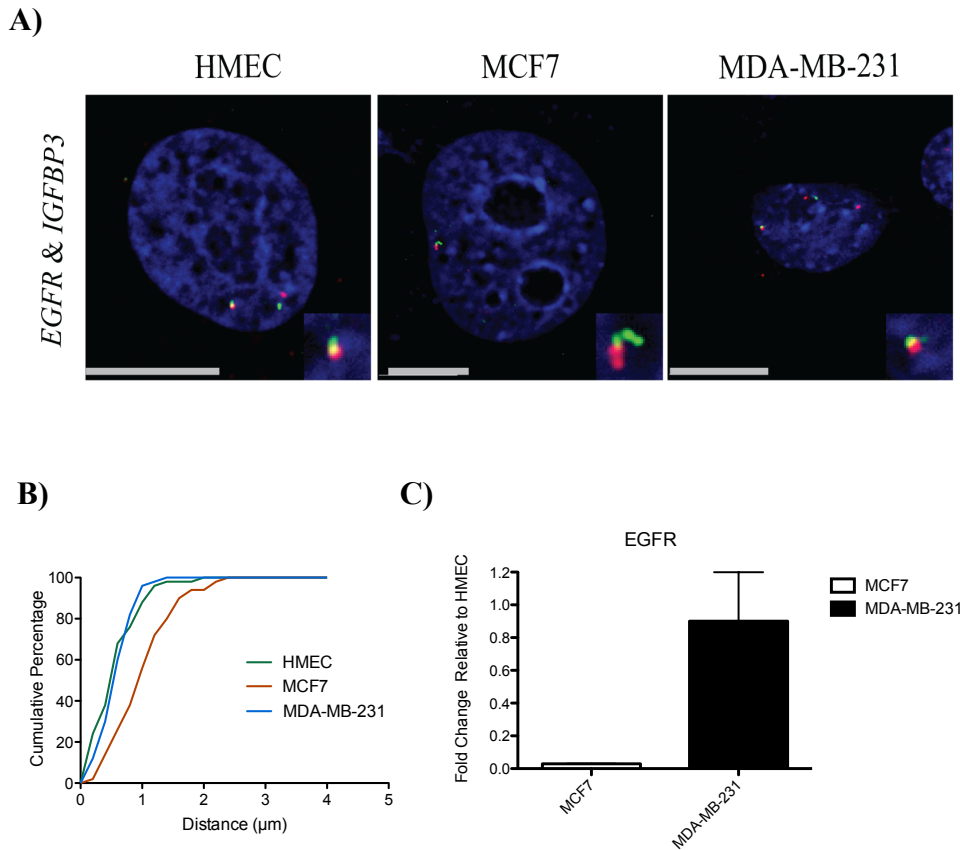 A)
HMEC MCF7 MDA-MB-231
EGFR & IGFBP3
B)
Cumulative Percentage
100
80
60
40
20
0
0 1 2 3 4 5
Distance (µm)
HMEC
MCF7
MDA-MB-231
C)
EGFR
Fold Change Relative to HMEC
1.2
1.0
0.8
0.6
0.4
0.2
0.0
MCF7
MDA-MB-231
MCF7
MDA-MB-231